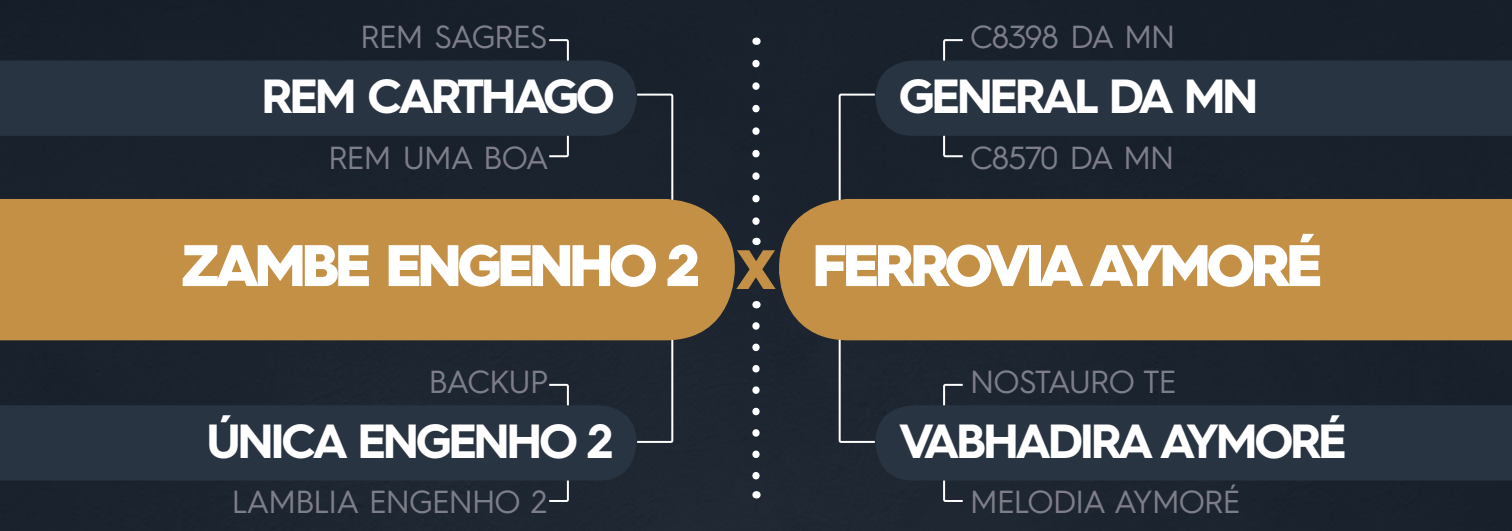 REM SAGRES
REM CARTHAGO
REM UMA BOA
ZAMBE ENGENHO 2
BACKUP
ÚNICA ENGENHO 2
LAMBLIA ENGENHO 2
X
C8398 DA MN
GENERAL DA MN
C8570 DA MN
FERROVIA AYMORÉ
NOSTAURO TE
VABHADIRA AYMORÉ
MELODIA AYMORÉ